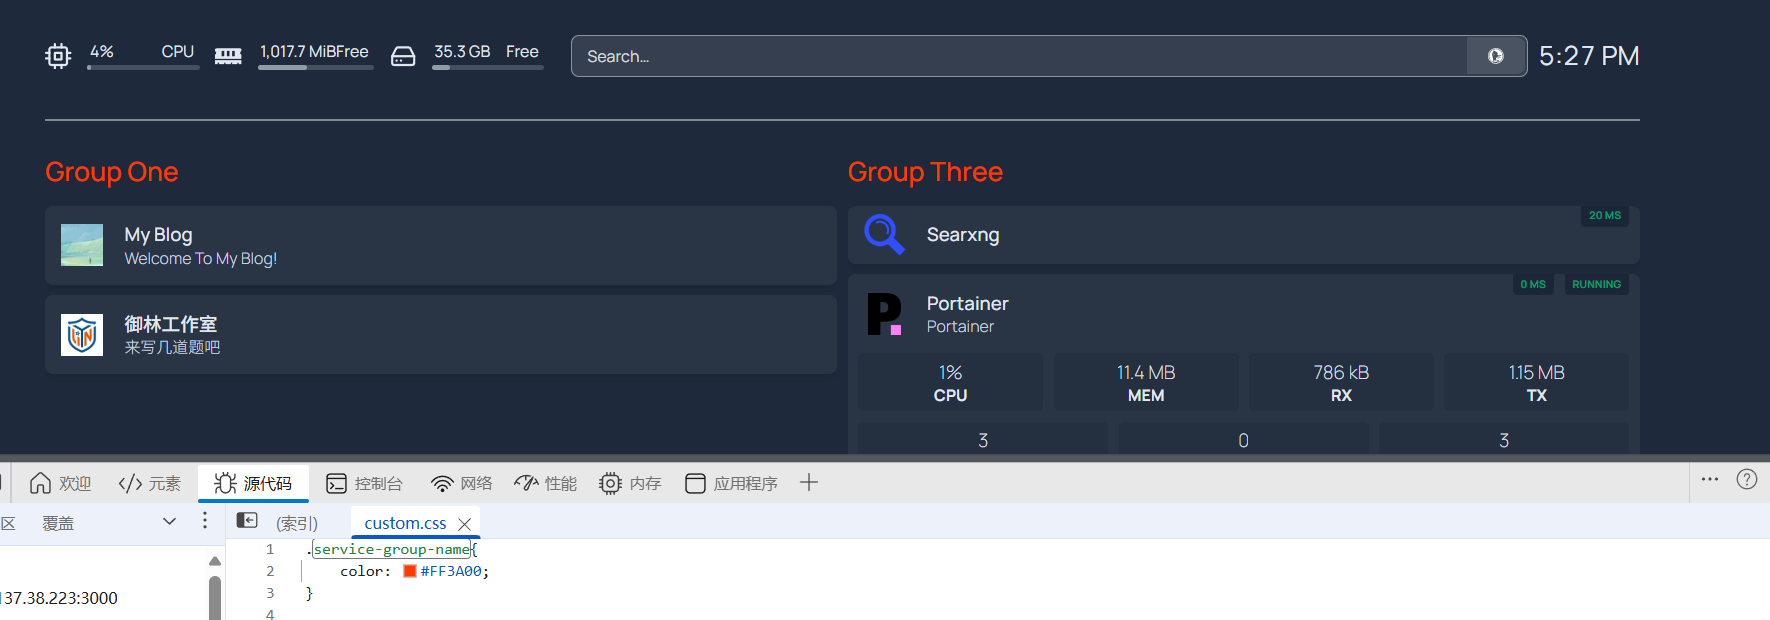 4% CPU 1,017.7 MiBFree 35.3 GB Free Search... 5:27 PM
Group One
My Blog
Welcome To My Blog!
御林工作室
来写几道题吧
Group Three
20 MS
Searxng
0 MS RUNNING
Portainer
Portainer
1% 11.4 MB 786 kB 1.15 MB
CPU MEM RX TX
3 0 3
欢迎 元素 源代码 控制台 网络 性能 内存 应用程序
区 覆盖 (索引) custom.css
1 .service-group-name{
2 color: #FF3A00;
3 }
4
37.38.223:3000